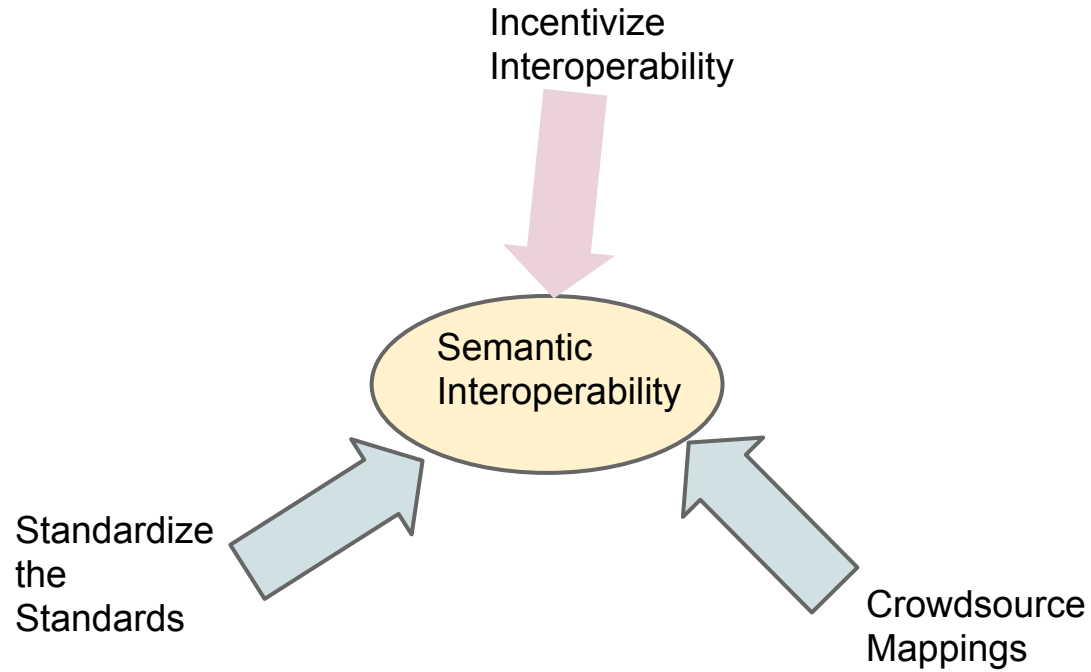 Incentivize
Interoperability
Semantic
Interoperability
Standardize
the
Standards
Crowdsource
Mappings